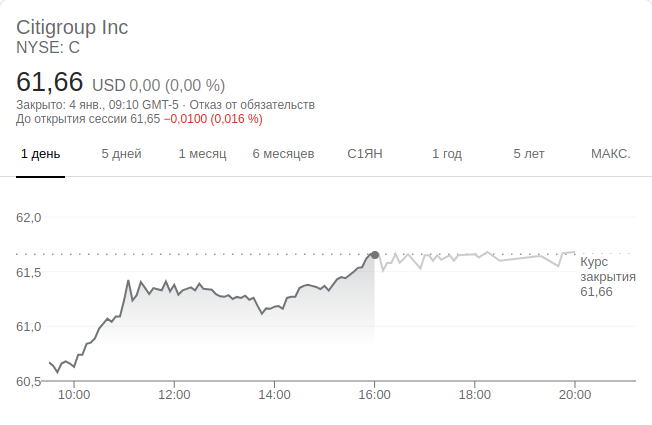 Citigroup Inc
NYSE: C
61,66 USD 0,00 (0,00 %)
Закрыто: 4 янв., 09:10 GMT-5 · Отказ от обязательств
До открытия сессии 61,65 −0,0100 (0,016 %)
1 день 5 дней 1 месяц 6 месяцев С1ЯН 1 год 5 лет МАКС.
62,0
Курс
закрытия
61,66
61,5
61,0
60,5
10:00 12:00 14:00 16:00 18:00 20:00